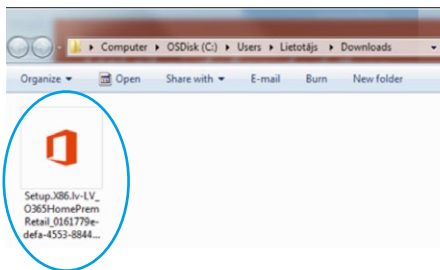 Computer ▸ OSDisk (C:) ▸ Users ▸ Lietotājs ▸ Downloads
Organize Open Share with E-mail Burn New folder
Setup.X86.lv-LV_
O365HomePrem
Retail_0161779e-
defa-4553-8844...